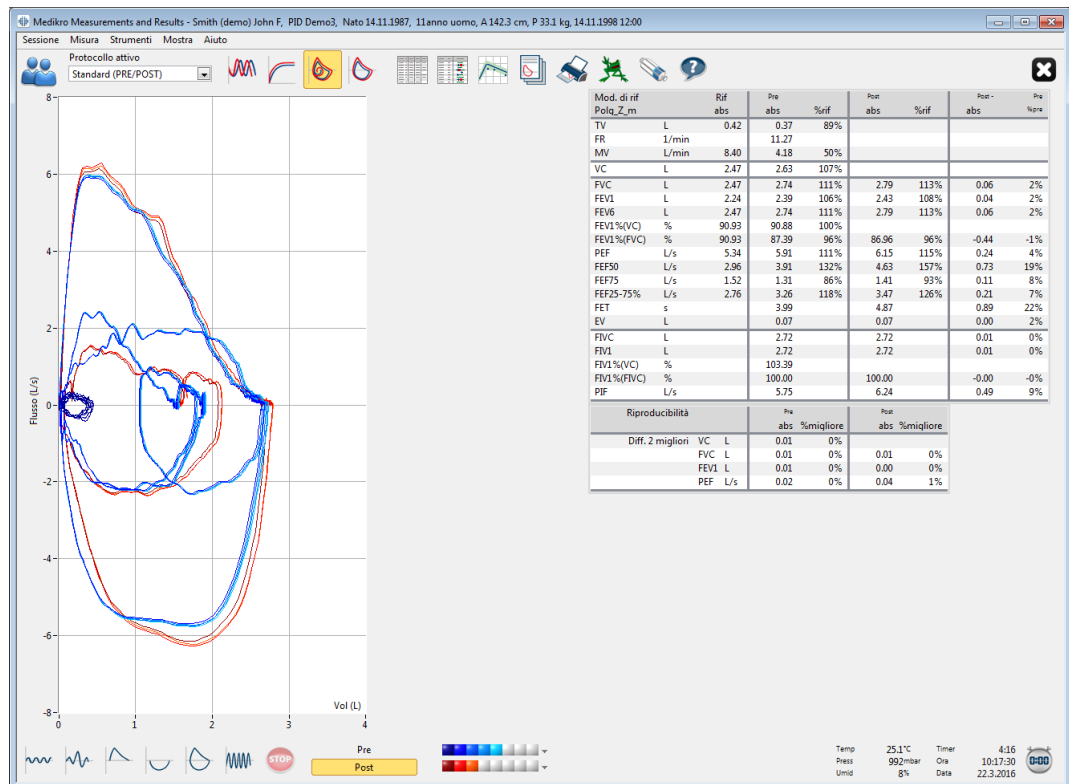 Medikro Measurements and Results - Smith (demo) John F, PID Demo3, Nato 14.11.1987, 11anno uomo, A 142.3 cm, P 33.1 kg, 14.11.1998 12:00
Sessione Misura Strumenti Mostra Aiuto
Protocollo attivo
Standard (PRE/POST)
Mod. di rif Rif Pre Post Post - Pre
Polg_Z_m abs abs %rif abs %rif abs %pre
TV L 0.42 0.37 89%
FR 1/min 11.27
MV L/min 8.40 4.18 50%
VC L 2.47 2.63 107%
FVC L 2.47 2.74 111% 2.79 113% 0.06 2%
FEV1 L 2.24 2.39 106% 2.43 108% 0.04 2%
FEV6 L 2.47 2.74 111% 2.79 113% 0.06 2%
FEV1%(VC) % 90.93 90.88 100%
FEV1%(FVC) % 90.93 87.39 96% 86.96 96% -0.44 -1%
PEF L/s 5.34 5.91 111% 6.15 115% 0.24 4%
FEF50 L/s 2.96 3.91 132% 4.63 157% 0.73 19%
FEF75 L/s 1.52 1.31 86% 1.41 93% 0.11 8%
FEF25-75% L/s 2.76 3.26 118% 3.47 126% 0.21 7%
FET s 3.99 4.87 0.89 22%
EV L 0.07 0.07 0.00 2%
FIVC L 2.72 2.72 0.01 0%
FIV1 L 2.72 2.72 0.01 0%
FIV1%(VC) % 103.39
FIV1%(FIVC) % 100.00 100.00 -0.00 -0%
PIF L/s 5.75 6.24 0.49 9%
Riproducibilità Pre Post
abs %migliore abs %migliore
Diff. 2 migliori VC L 0.01 0%
FVC L 0.01 0% 0.01 0%
FEV1 L 0.01 0% 0.00 0%
PEF L/s 0.02 0% 0.04 1%
8
6
4
2
0
-2
-4
-6
-8
Flusso (L/s)
Vol (L)
0 1 2 3 4
STOP
Pre
Post
Temp 25.1°C Timer 4:16
Press 992mbar Ora 10:17:30
Umid 8% Data 22.3.2016
0:00